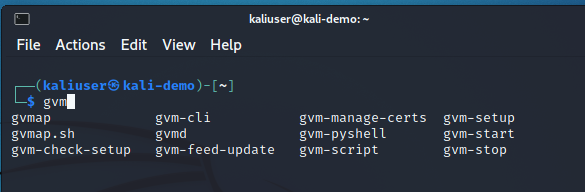 kaliuser@kali-demo: ~
File Actions Edit View Help
┌──(kaliuser㉿kali-demo)-[~]
└─$ gvm
gvmap gvm-cli gvm-manage-certs gvm-setup
gvmap.sh gvmd gvm-pyshell gvm-start
gvm-check-setup gvm-feed-update gvm-script gvm-stop